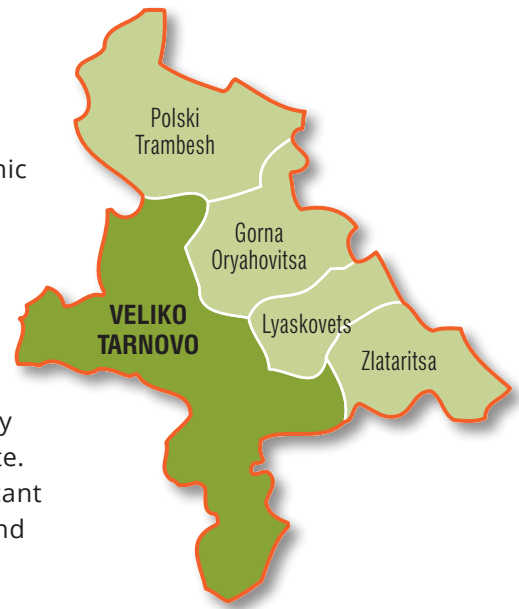 Polski
Trambesh
Gorna
Oryahovitsa
VELIKO
TARNOVO
Lyaskovets
Zlataritsa